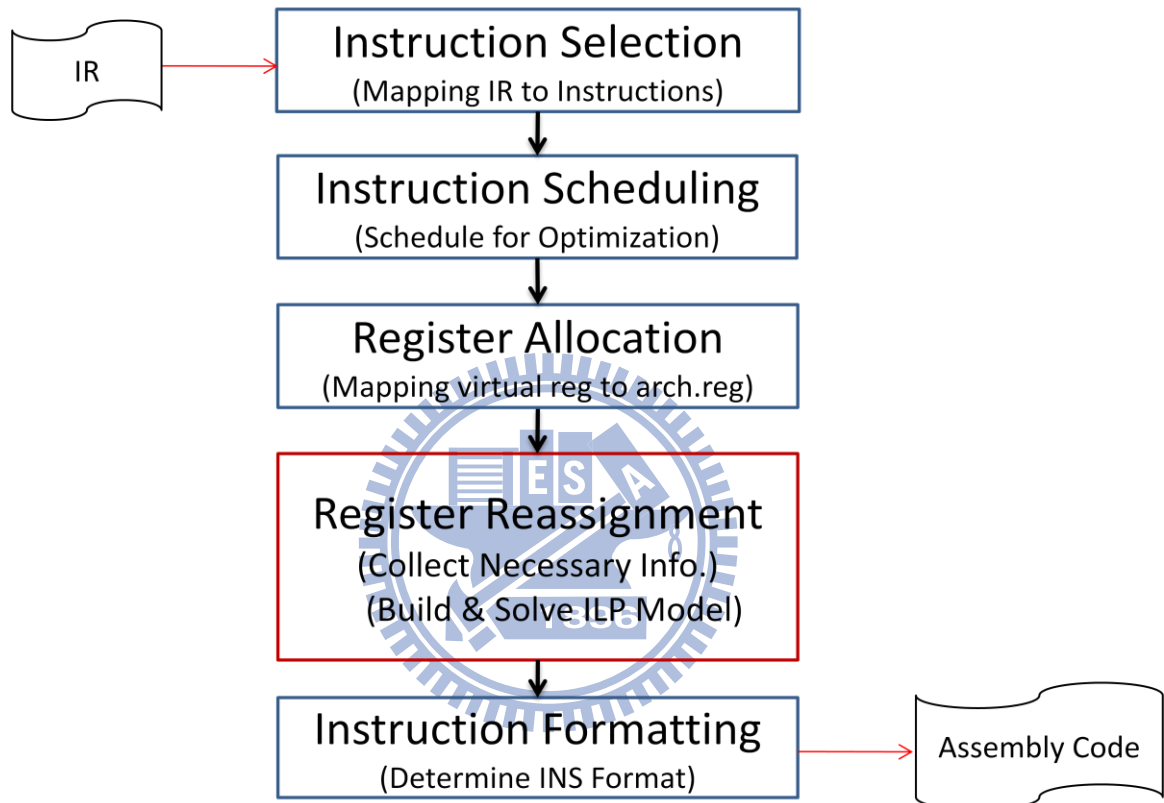 IR
Instruction Selection
(Mapping IR to Instructions)
Instruction Scheduling
(Schedule for Optimization)
Register Allocation
(Mapping virtual reg to arch.reg)
E S A
Register Reassignment
(Collect Necessary Info.)
(Build & Solve ILP Model)
1896
Instruction Formatting
(Determine INS Format)
Assembly Code